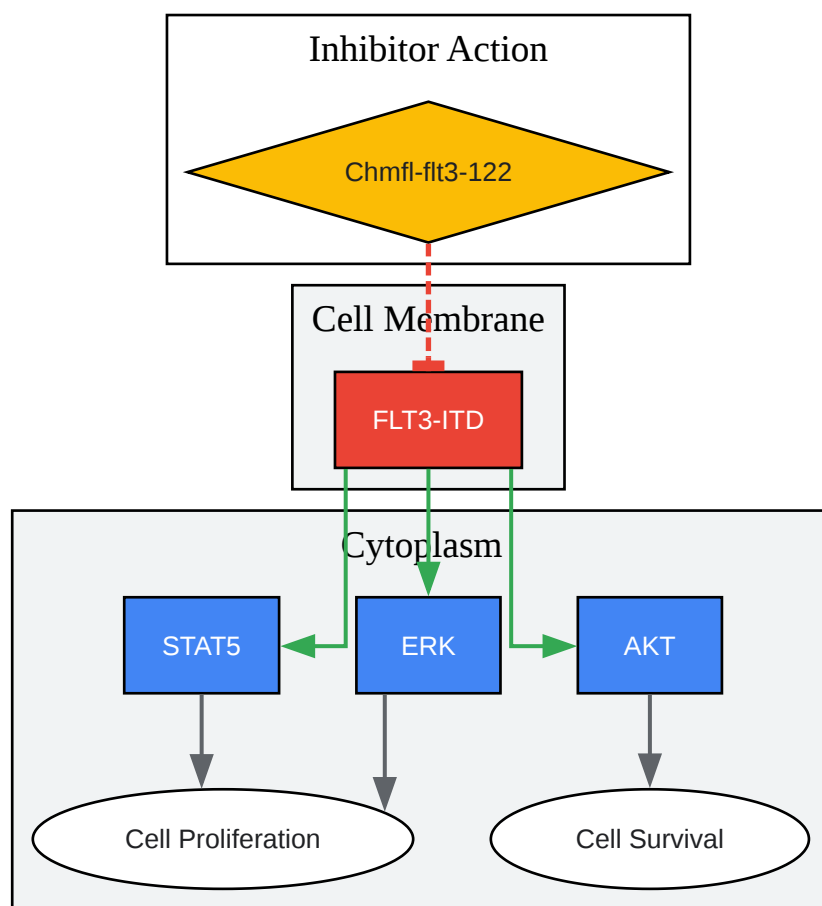 Inhibitor Action
Chmfl-flt3-122
Cell Membrane
FLT3-ITD
Cytoplasm
STAT5
ERK
AKT
Cell Proliferation
Cell Survival